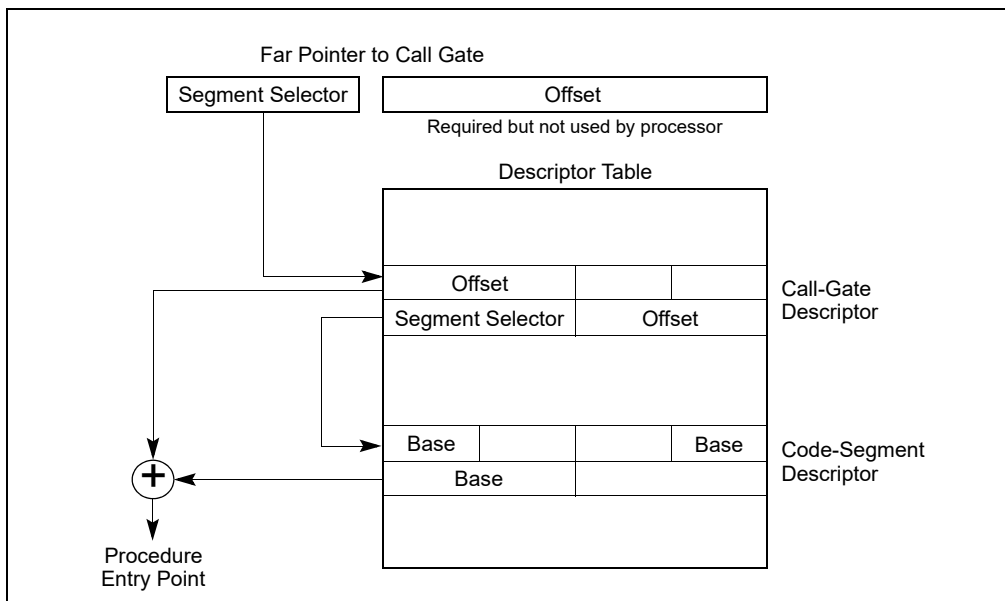 Far Pointer to Call Gate
Segment Selector
Offset
Required but not used by processor
Descriptor Table
Offset
Segment Selector
Offset
Call-Gate
Descriptor
Base
Base
Base
Code-Segment
Descriptor
+
Procedure
Entry Point